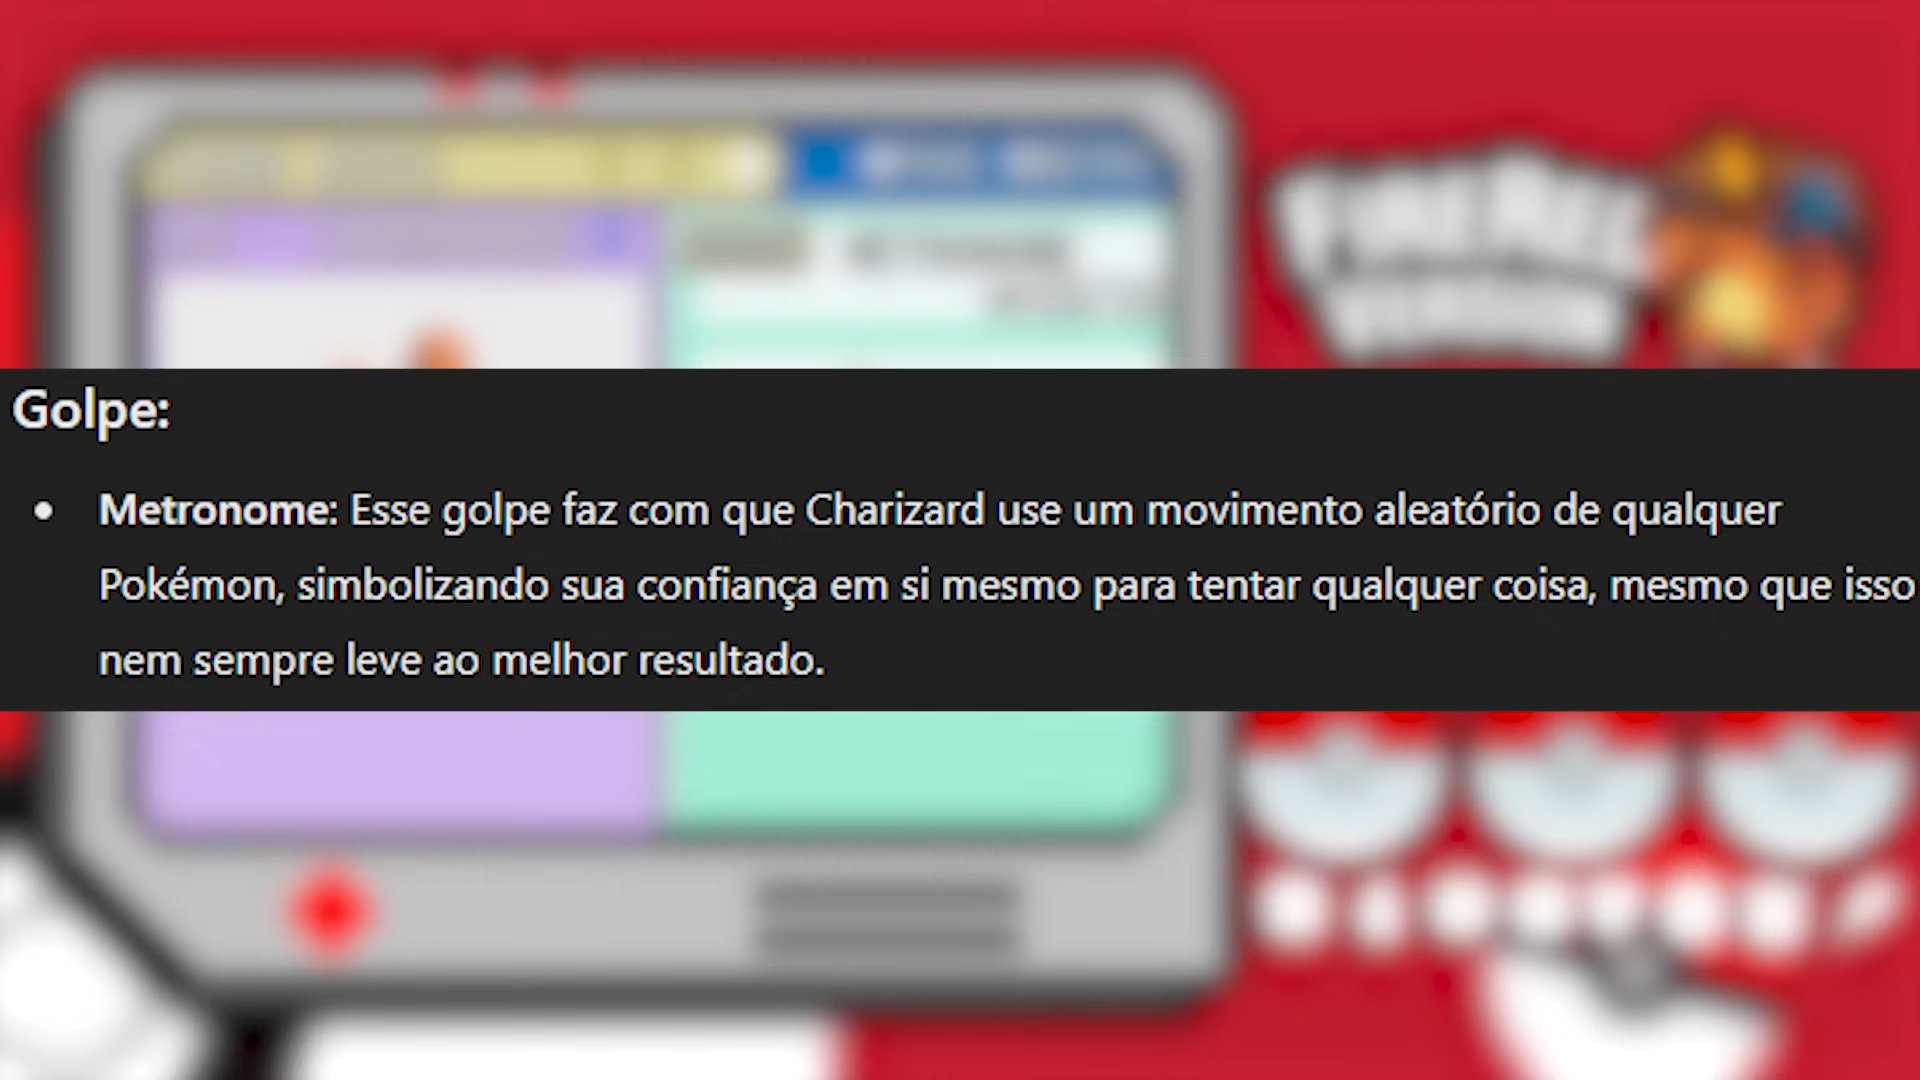 Golpe:
• Metronome: Esse golpe faz com que Charizard use um movimento aleatório de qualquer
Pokémon, simbolizando sua confiança em si mesmo para tentar qualquer coisa, mesmo que isso
nem sempre leve ao melhor resultado.